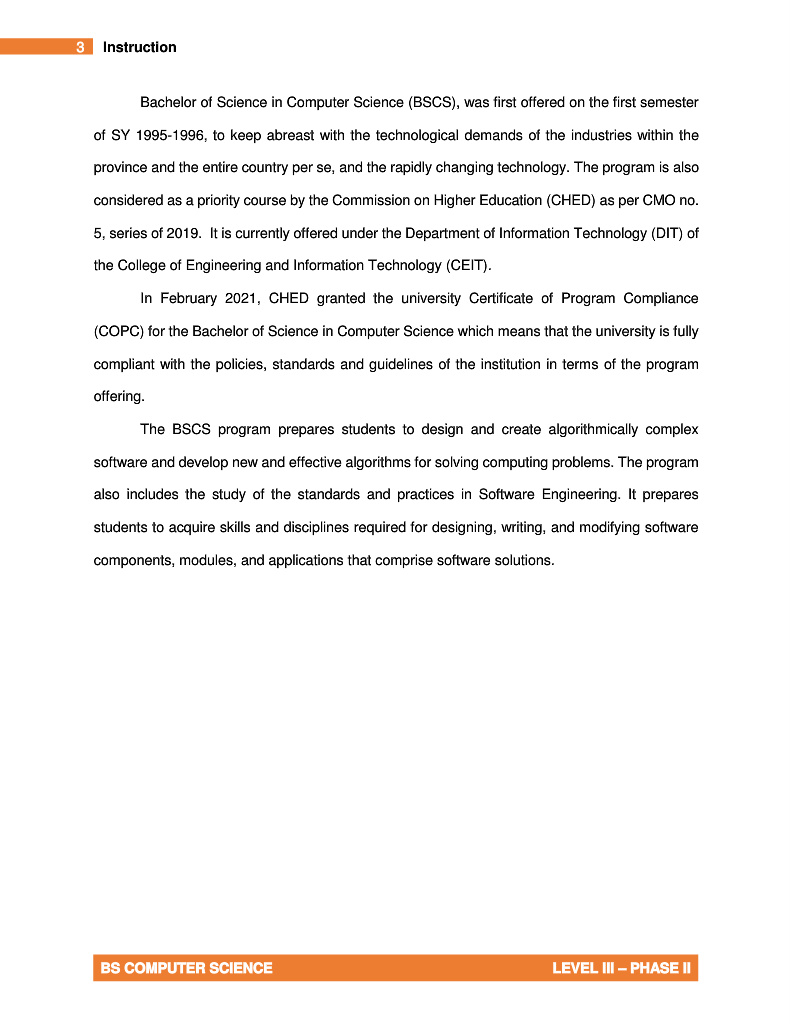 3 Instruction
Bachelor of Science in Computer Science (BSCS), was first offered on the first semester
of SY 1995-1996, to keep abreast with the technological demands of the industries within the
province and the entire country per se, and the rapidly changing technology. The program is also
considered as a priority course by the Commission on Higher Education (CHED) as per CMO no.
5, series of 2019.  It is currently offered under the Department of Information Technology (DIT) of
the College of Engineering and Information Technology (CEIT).
In February 2021, CHED granted the university Certificate of Program Compliance
(COPC) for the Bachelor of Science in Computer Science which means that the university is fully
compliant with the policies, standards and guidelines of the institution in terms of the program
offering.
The BSCS program prepares students to design and create algorithmically complex
software and develop new and effective algorithms for solving computing problems. The program
also includes the study of the standards and practices in Software Engineering. It prepares
students to acquire skills and disciplines required for designing, writing, and modifying software
components, modules, and applications that comprise software solutions.
BS COMPUTER SCIENCE LEVEL III – PHASE II